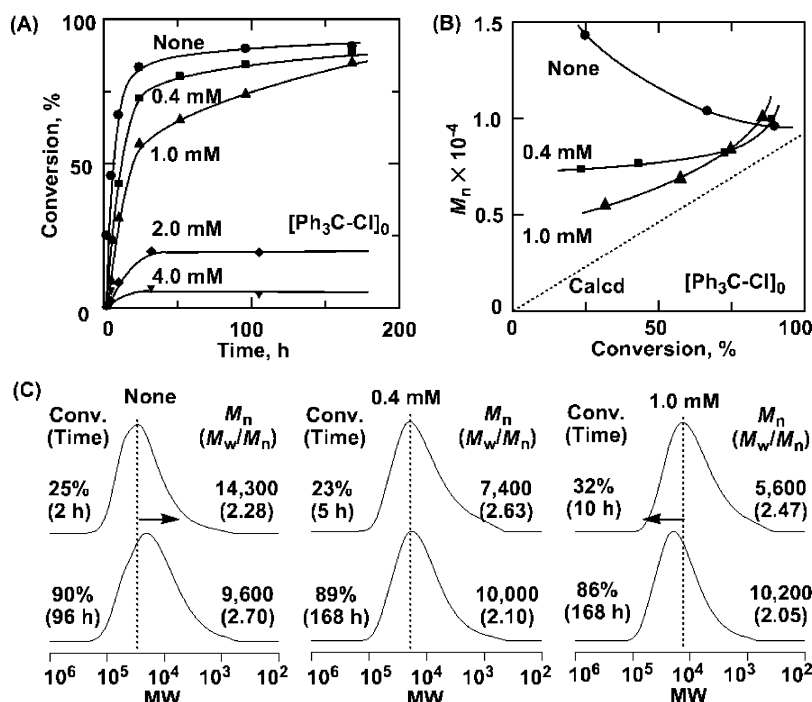 (A)
100
None
0.4 mM
1.0 mM
50
[Ph3C-Cl]0
2.0 mM
4.0 mM
0
0 100 200
Conversion, %
Time, h
(B)
1.5
None
1.0
0.4 mM
0.5
1.0 mM
Calcd
[Ph3C-Cl]0
0
0 50 100
Mn × 10-4
Conversion, %
(C)
None
Conv.
(Time)
Mn
(Mw/Mn)
25%
(2 h)
14,300
(2.28)
90%
(96 h)
9,600
(2.70)
106 105 104 103 102
MW
0.4 mM
Conv.
(Time)
Mn
(Mw/Mn)
23%
(5 h)
7,400
(2.63)
89%
(168 h)
10,000
(2.10)
106 105 104 103 102
MW
1.0 mM
Conv.
(Time)
Mn
(Mw/Mn)
32%
(10 h)
5,600
(2.47)
86%
(168 h)
10,200
(2.05)
106 105 104 103 102
MW